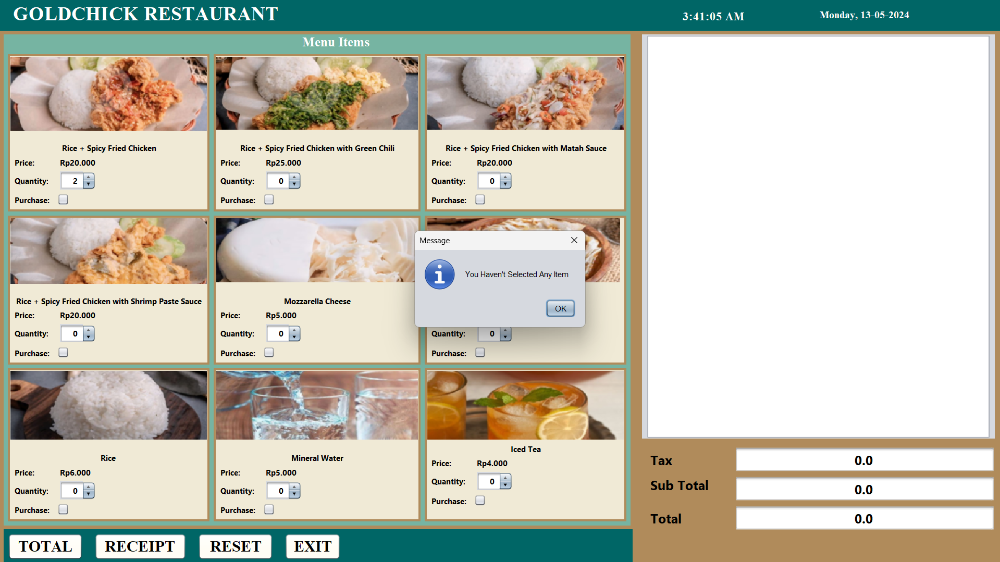 GOLDCHICK RESTAURANT
3:41:05 AM
Monday, 13-05-2024
Menu Items
Rice + Spicy Fried Chicken
Price: Rp20.000
Quantity: 2
Purchase:
Rice + Spicy Fried Chicken with Green Chili
Price: Rp25.000
Quantity: 0
Purchase:
Rice + Spicy Fried Chicken with Matah Sauce
Price: Rp20.000
Quantity: 0
Purchase:
Rice + Spicy Fried Chicken with Shrimp Paste Sauce
Price: Rp20.000
Quantity: 0
Purchase:
Mozzarella Cheese
Price: Rp5.000
Quantity: 0
Purchase:
Message
You Haven't Selected Any Item
OK
Quantity: 0
Purchase:
Rice
Price: Rp6.000
Quantity: 0
Purchase:
Mineral Water
Price: Rp5.000
Quantity: 0
Purchase:
Iced Tea
Price: Rp4.000
Quantity: 0
Purchase:
Tax 0.0
Sub Total 0.0
Total 0.0
TOTAL
RECEIPT
RESET
EXIT